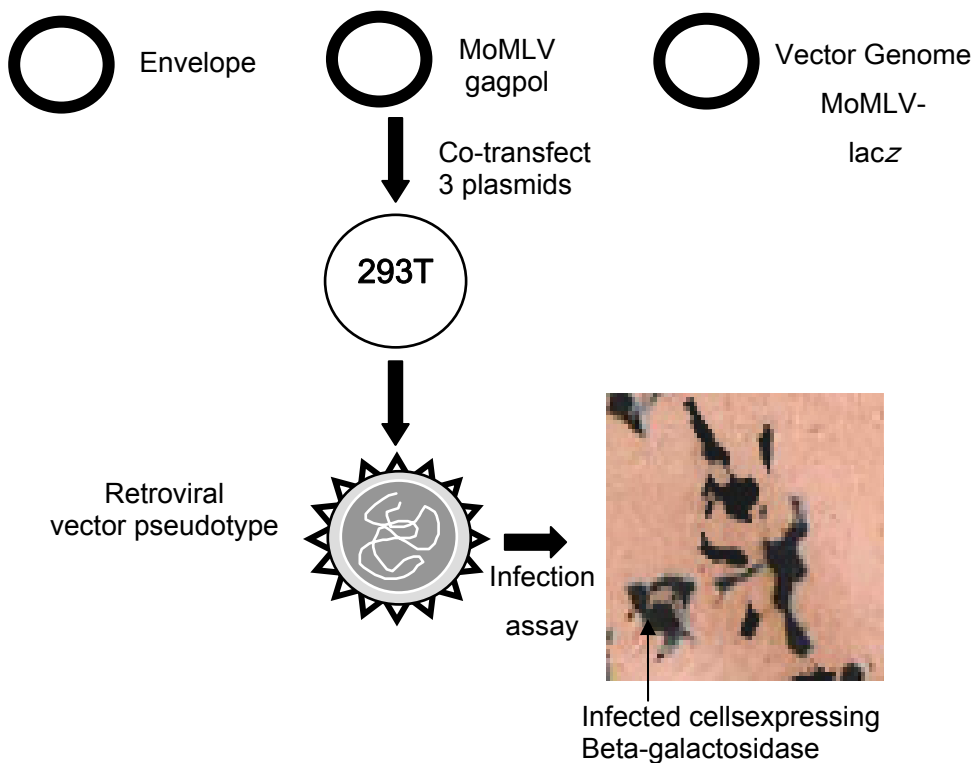 Envelope
MoMLV
gagpol
Vector Genome
MoMLV-
lacz
Co-transfect
3 plasmids
293T
Retroviral
vector pseudotype
Infection
assay
Infected cellsexpressing
Beta-galactosidase